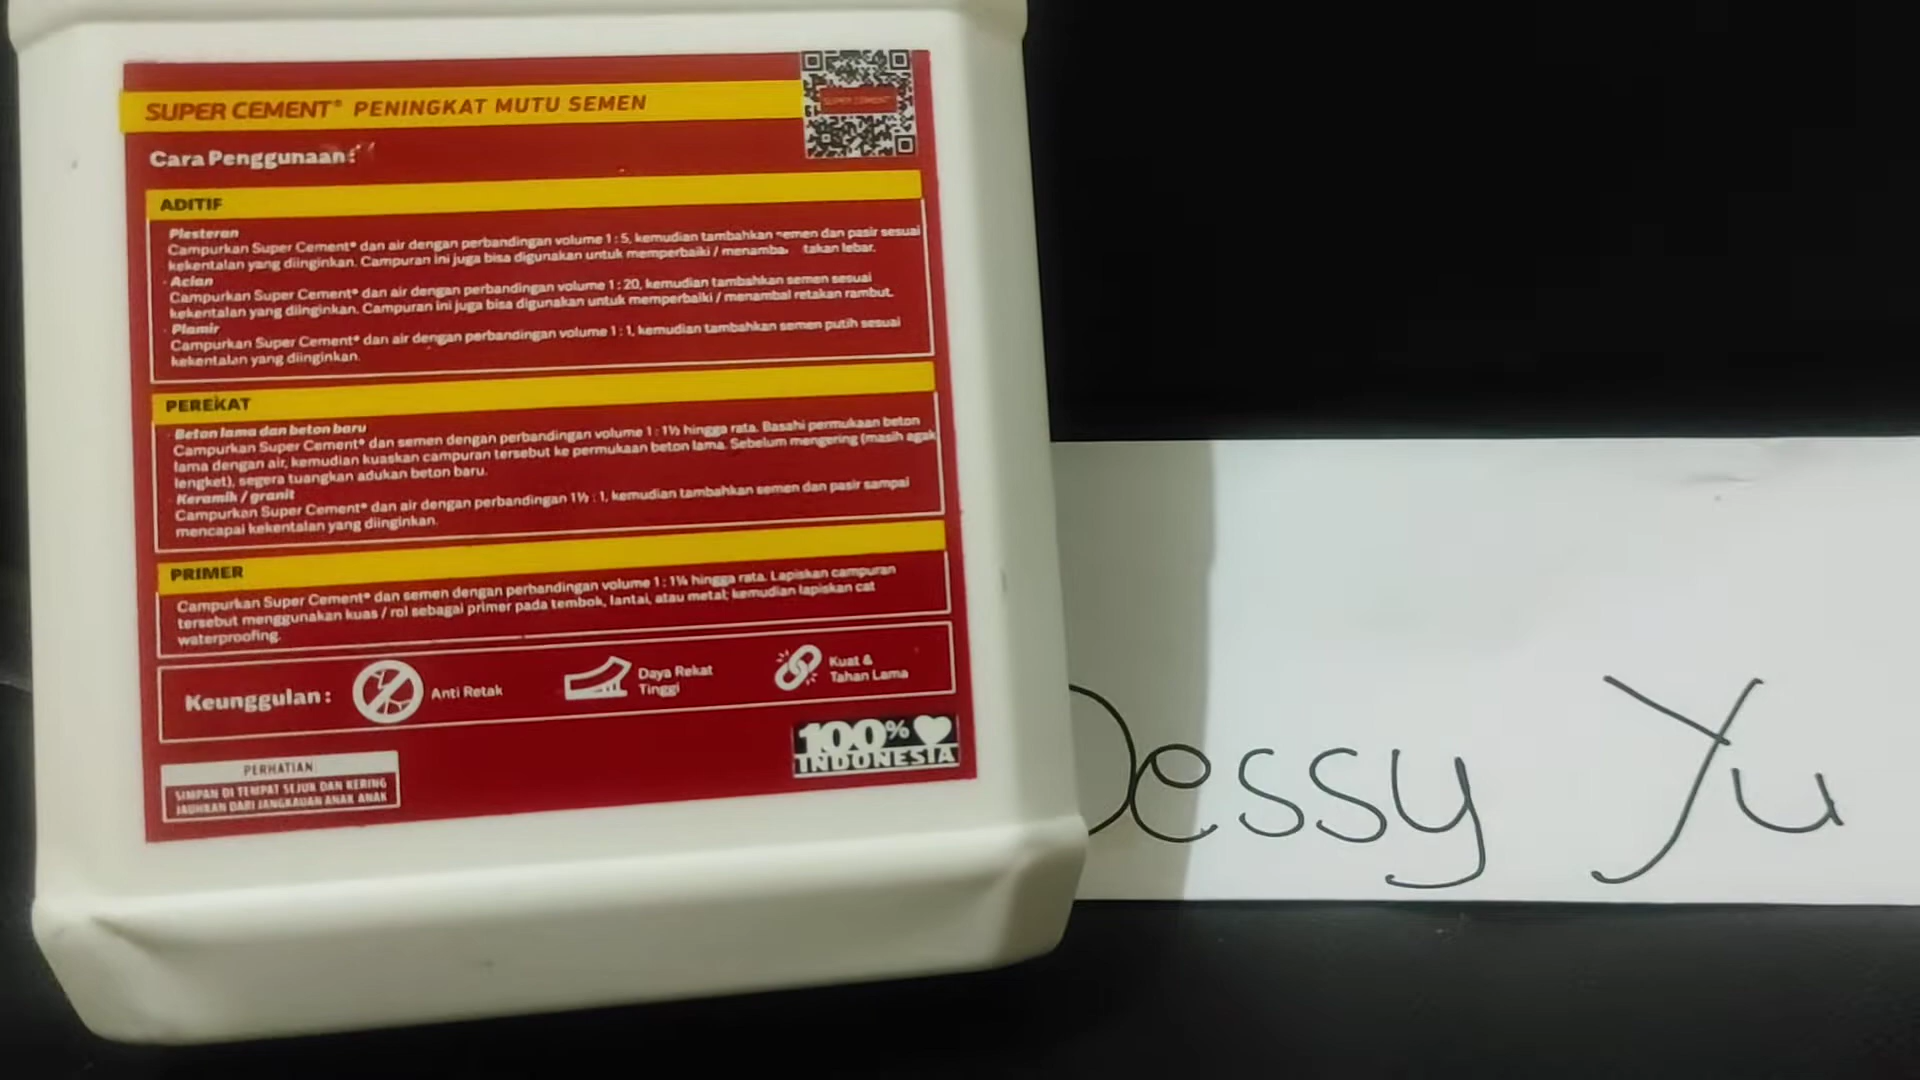 SUPER CEMENT® PENINGKAT MUTU SEMEN
SUPER CEMENT
Cara Penggunaan:
ADITIF
Plesteran
Campurkan Super Cement® dan air dengan perbandingan volume 1 : 5, kemudian tambahkan semen dan pasir sesuai
kekentalan yang diinginkan. Campuran ini juga bisa digunakan untuk memperbaiki / menamba takan lebar.
Acian
Campurkan Super Cement® dan air dengan perbandingan volume 1 : 20, kemudian tambahkan semen sesuai
kekentalan yang diinginkan. Campuran ini juga bisa digunakan untuk memperbaiki / menambal retakan rambut.
Plamir
Campurkan Super Cement® dan air dengan perbandingan volume 1 : 1, kemudian tambahkan semen putih sesuai
kekentalan yang diinginkan.
PEREKAT
Beton lama dan beton baru
Campurkan Super Cement® dan semen dengan perbandingan volume 1 : 1½ hingga rata. Basahi permukaan beton
lama dengan air, kemudian kuaskan campuran tersebut ke permukaan beton lama. Sebelum mengering (masih agak
lengket), segera tuangkan adukan beton baru.
Keramik / granit
Campurkan Super Cement® dan air dengan perbandingan 1½ : 1, kemudian tambahkan semen dan pasir sampai
mencapai kekentalan yang diinginkan.
PRIMER
Campurkan Super Cement® dan semen dengan perbandingan volume 1 : 1¼ hingga rata. Lapiskan campuran
tersebut menggunakan kuas / rol sebagai primer pada tembok, lantai, atau metal; kemudian lapiskan cat
waterproofing.
Keunggulan :
Anti Retak
Daya Rekat
Tinggi
Kuat &
Tahan Lama
100%
INDONESIA
PERHATIAN
SIMPAN DI TEMPAT SEJUK DAN KERING
JAUHKAN DARI JANGKAUAN ANAK ANAK
Dessy Yu